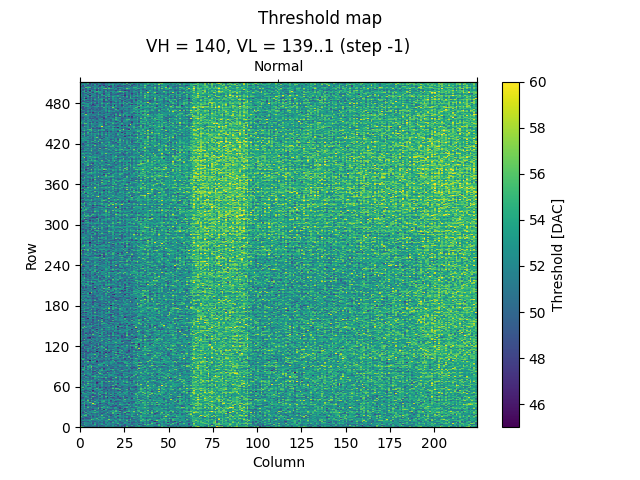 Threshold map
VH = 140, VL = 139..1 (step -1)
Normal
480
420
360
300
240
180
120
60
0
Row
0 25 50 75 100 125 150 175 200
Column
60
58
56
54
52
50
48
46
Threshold [DAC]